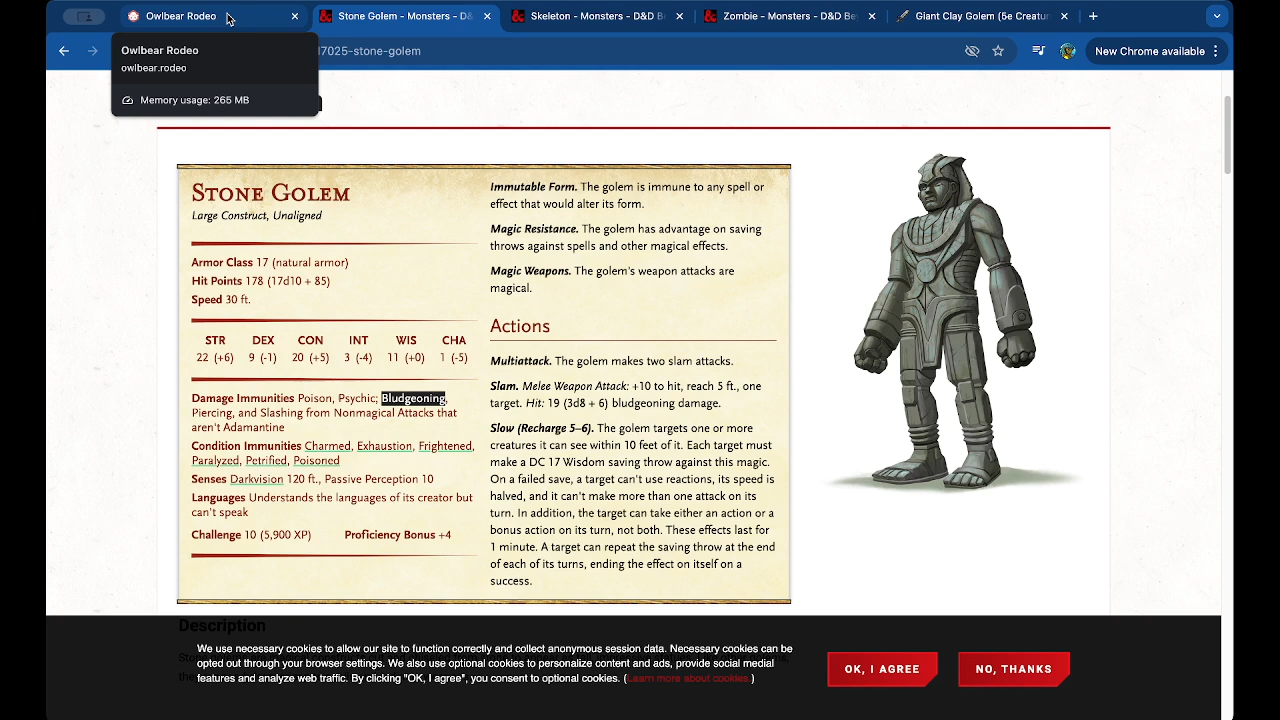 Owlbear Rodeo
Stone Golem - Monsters - D&
Skeleton - Monsters - D&D Be
Zombie - Monsters - D&D Be
Giant Clay Golem (5e Creatur
7025-stone-golem
New Chrome available
Owlbear Rodeo
owlbear.rodeo
Memory usage: 265 MB
Stone Golem
Large Construct, Unaligned
Armor Class 17 (natural armor)
Hit Points 178 (17d10 + 85)
Speed 30 ft.
STR DEX CON INT WIS CHA
22 (+6) 9 (-1) 20 (+5) 3 (-4) 11 (+0) 1 (-5)
Damage Immunities Poison, Psychic; Bludgeoning,
Piercing, and Slashing from Nonmagical Attacks that
aren't Adamantine
Condition Immunities Charmed, Exhaustion, Frightened,
Paralyzed, Petrified, Poisoned
Senses Darkvision 120 ft., Passive Perception 10
Languages Understands the languages of its creator but
can't speak
Challenge 10 (5,900 XP) Proficiency Bonus +4
Immutable Form. The golem is immune to any spell or
effect that would alter its form.
Magic Resistance. The golem has advantage on saving
throws against spells and other magical effects.
Magic Weapons. The golem's weapon attacks are
magical.
Actions
Multiattack. The golem makes two slam attacks.
Slam. Melee Weapon Attack: +10 to hit, reach 5 ft., one
target. Hit: 19 (3d8 + 6) bludgeoning damage.
Slow (Recharge 5–6). The golem targets one or more
creatures it can see within 10 feet of it. Each target must
make a DC 17 Wisdom saving throw against this magic.
On a failed save, a target can't use reactions, its speed is
halved, and it can't make more than one attack on its
turn. In addition, the target can take either an action or a
bonus action on its turn, not both. These effects last for
1 minute. A target can repeat the saving throw at the end
of each of its turns, ending the effect on itself on a
success.
Description
We use necessary cookies to allow our site to function correctly and collect anonymous session data. Necessary cookies can be
opted out through your browser settings. We also use optional cookies to personalize content and ads, provide social medial
features and analyze web traffic. By clicking "OK, I agree", you consent to optional cookies. (Learn more about cookies.)
OK, I AGREE
NO, THANKS